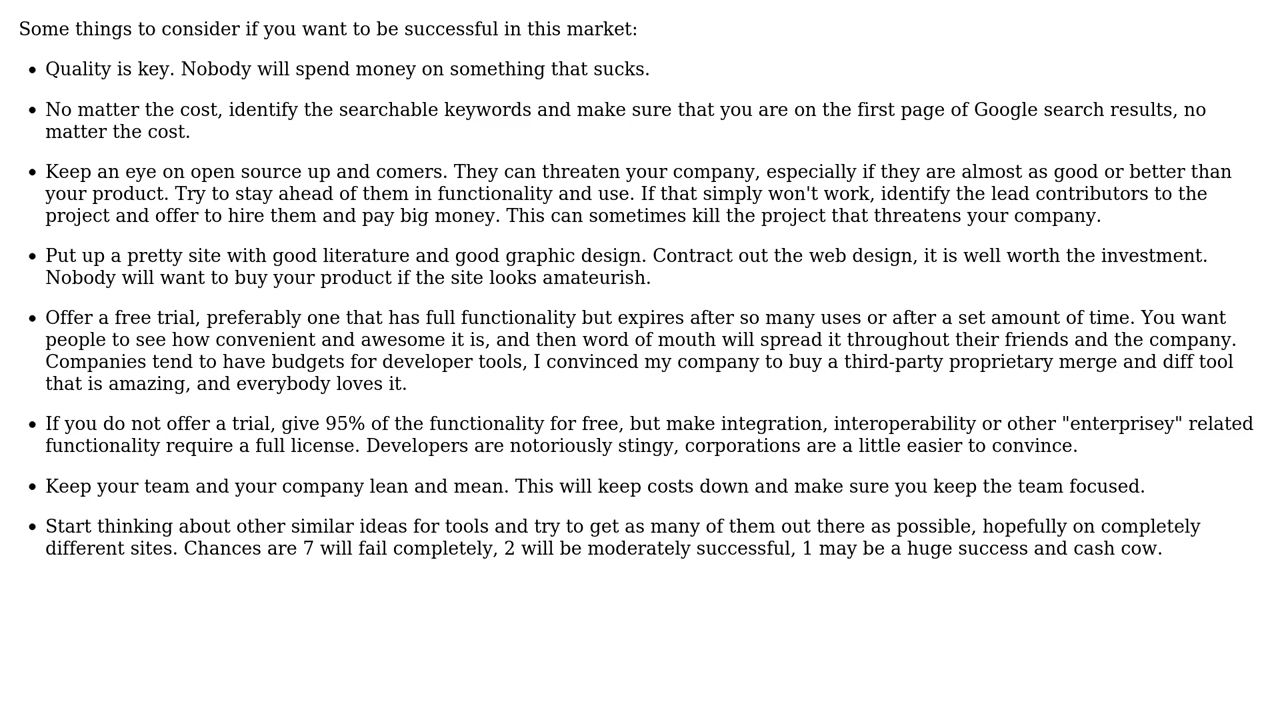 Some things to consider if you want to be successful in this market:
• Quality is key. Nobody will spend money on something that sucks.
• No matter the cost, identify the searchable keywords and make sure that you are on the first page of Google search results, no
matter the cost.
• Keep an eye on open source up and comers. They can threaten your company, especially if they are almost as good or better than
your product. Try to stay ahead of them in functionality and use. If that simply won't work, identify the lead contributors to the
project and offer to hire them and pay big money. This can sometimes kill the project that threatens your company.
• Put up a pretty site with good literature and good graphic design. Contract out the web design, it is well worth the investment.
Nobody will want to buy your product if the site looks amateurish.
• Offer a free trial, preferably one that has full functionality but expires after so many uses or after a set amount of time. You want
people to see how convenient and awesome it is, and then word of mouth will spread it throughout their friends and the company.
Companies tend to have budgets for developer tools, I convinced my company to buy a third-party proprietary merge and diff tool
that is amazing, and everybody loves it.
• If you do not offer a trial, give 95% of the functionality for free, but make integration, interoperability or other "enterprisey" related
functionality require a full license. Developers are notoriously stingy, corporations are a little easier to convince.
• Keep your team and your company lean and mean. This will keep costs down and make sure you keep the team focused.
• Start thinking about other similar ideas for tools and try to get as many of them out there as possible, hopefully on completely
different sites. Chances are 7 will fail completely, 2 will be moderately successful, 1 may be a huge success and cash cow.